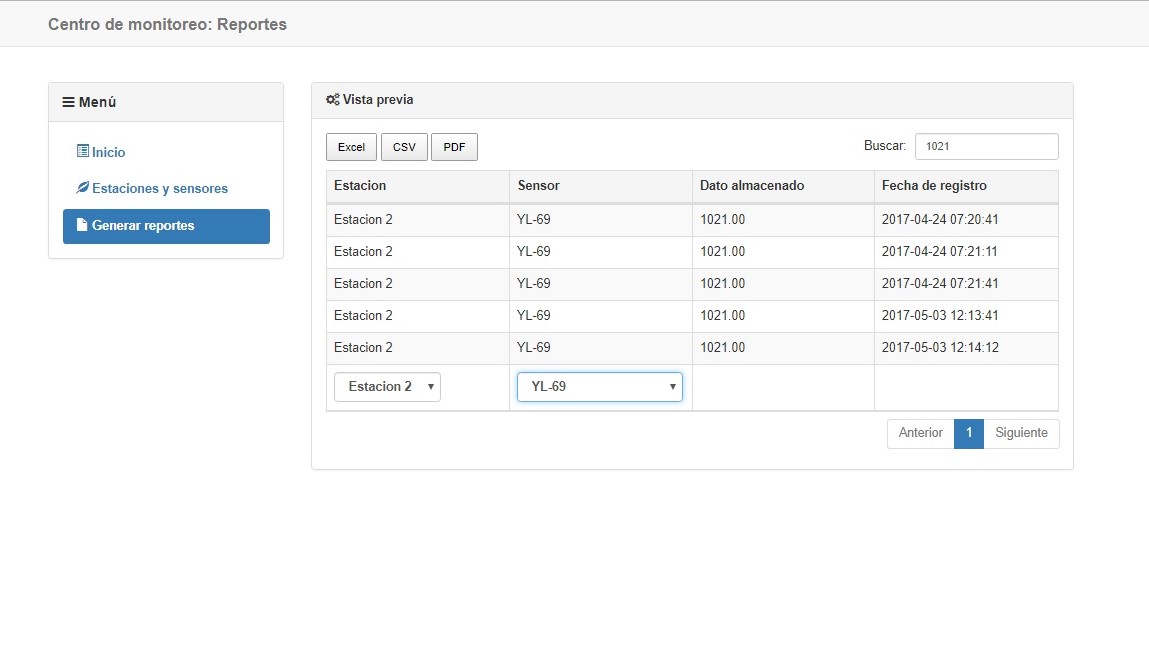 Centro de monitoreo: Reportes
Menú
Inicio
Estaciones y sensores
Generar reportes
Vista previa
Excel CSV PDF Buscar: 1021
Estacion Sensor Dato almacenado Fecha de registro
Estacion 2 YL-69 1021.00 2017-04-24 07:20:41
Estacion 2 YL-69 1021.00 2017-04-24 07:21:11
Estacion 2 YL-69 1021.00 2017-04-24 07:21:41
Estacion 2 YL-69 1021.00 2017-05-03 12:13:41
Estacion 2 YL-69 1021.00 2017-05-03 12:14:12
Estacion 2 YL-69
Anterior 1 Siguiente